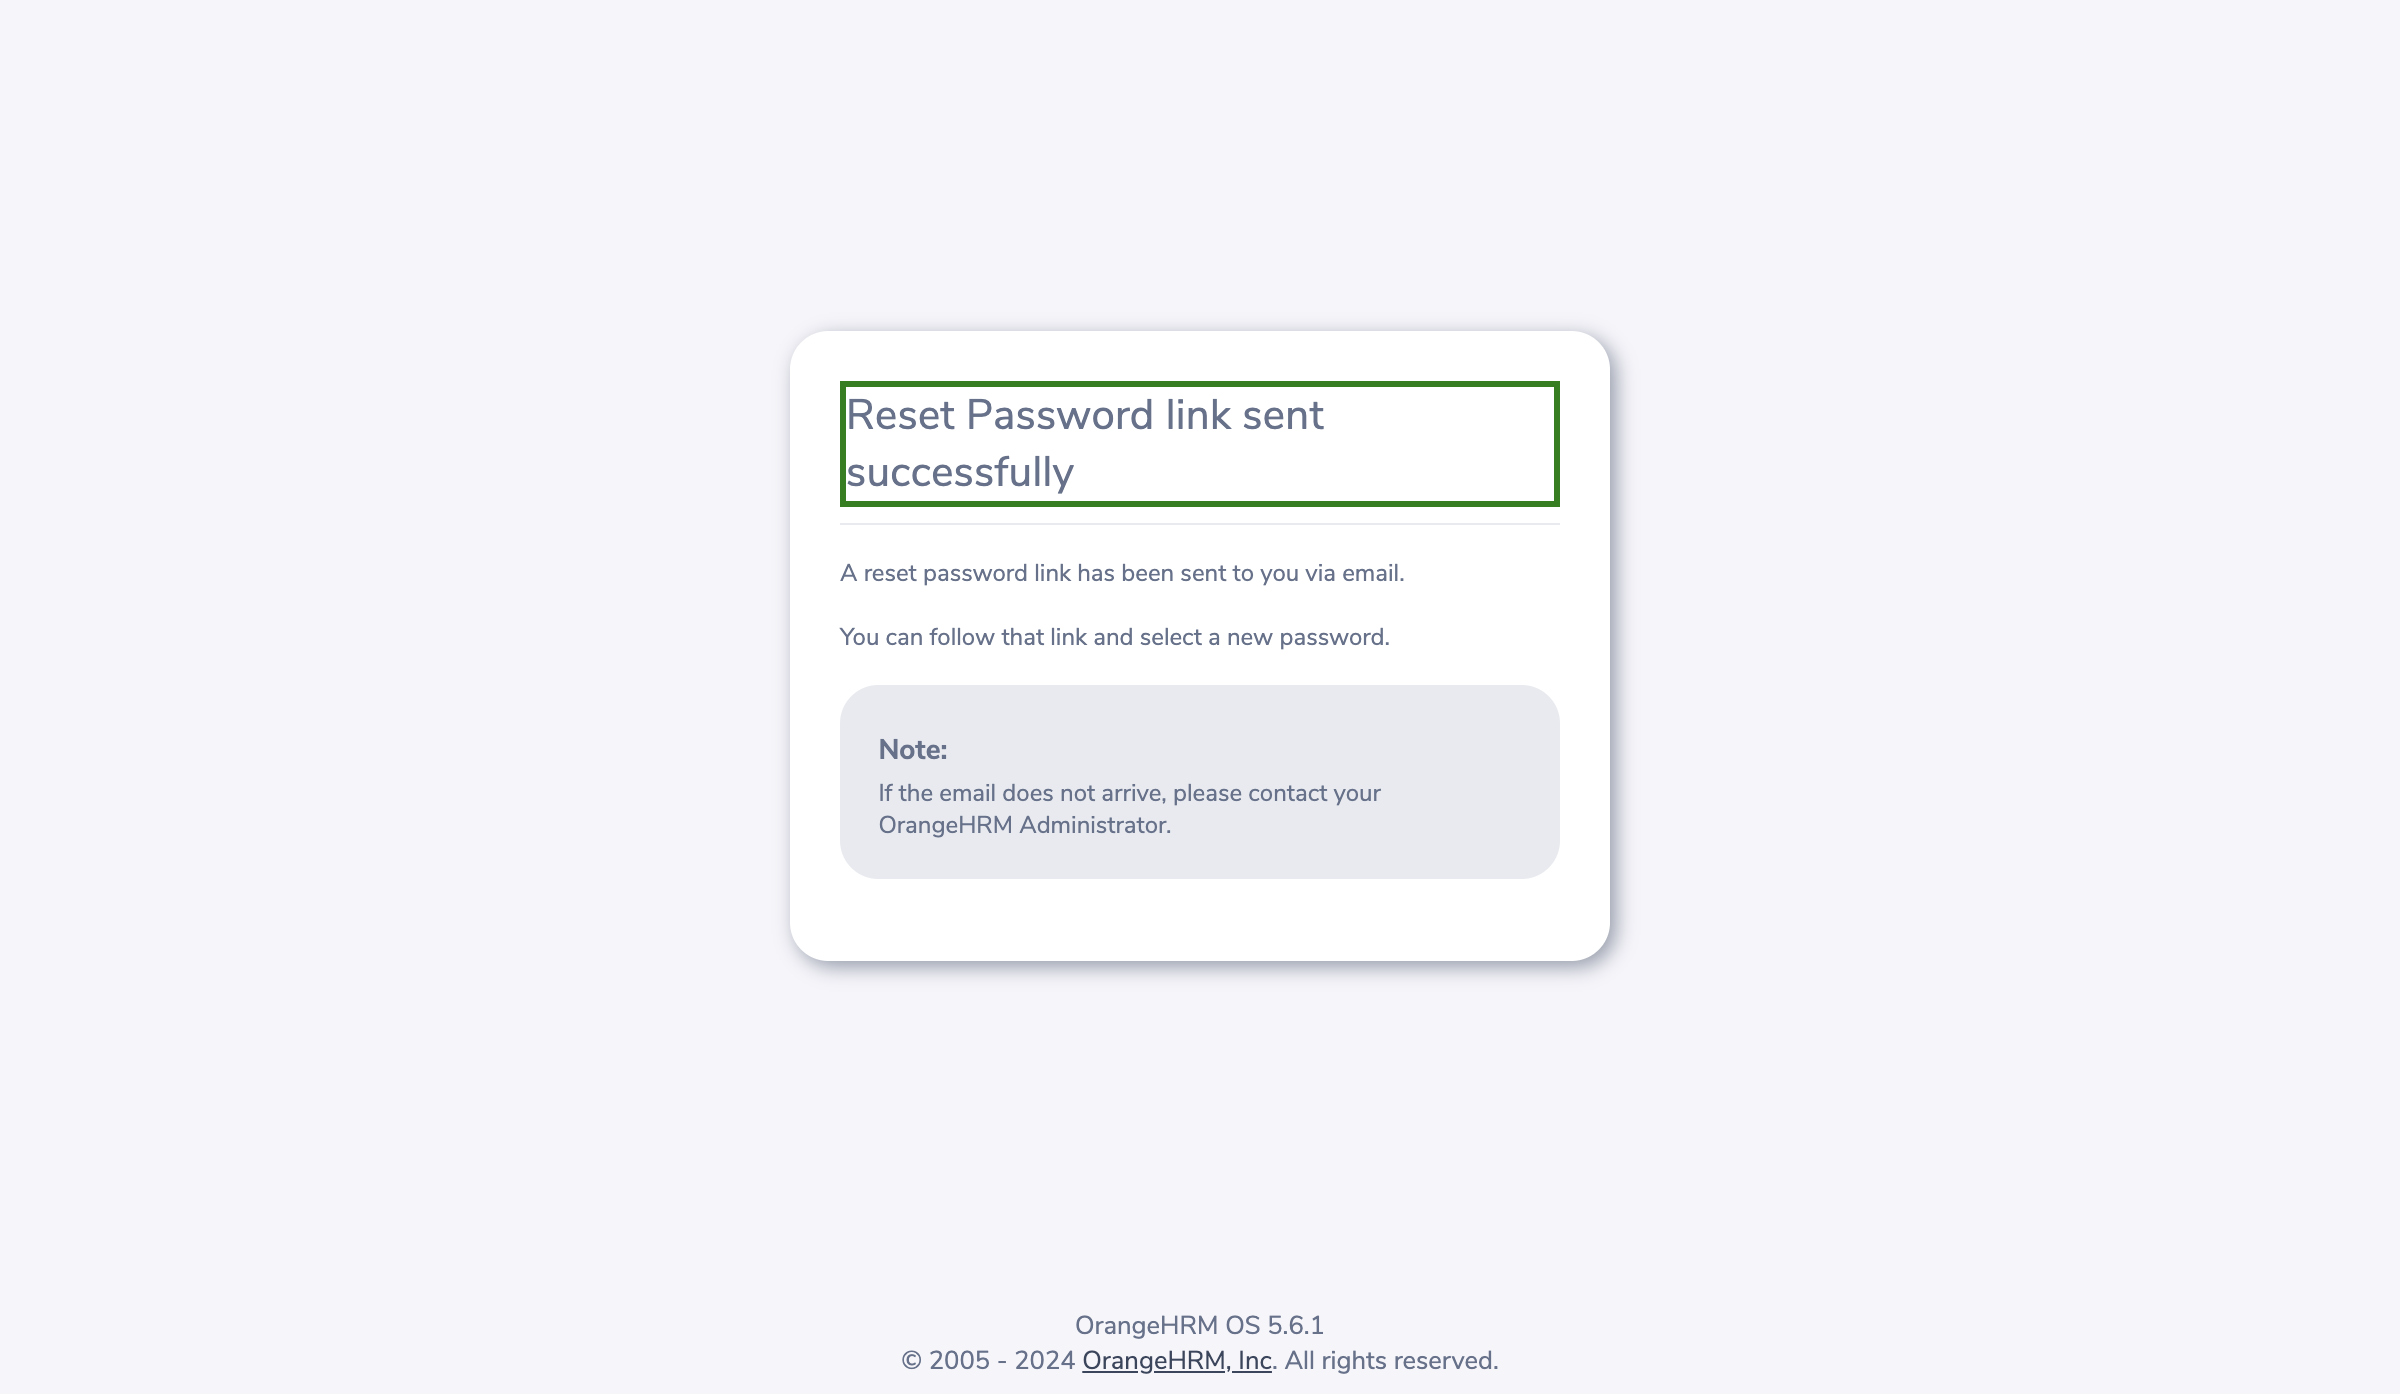 Reset Password link sent
successfully
A reset password link has been sent to you via email.
You can follow that link and select a new password.
Note:
If the email does not arrive, please contact your
OrangeHRM Administrator.
OrangeHRM OS 5.6.1
© 2005 - 2024 OrangeHRM, Inc. All rights reserved.